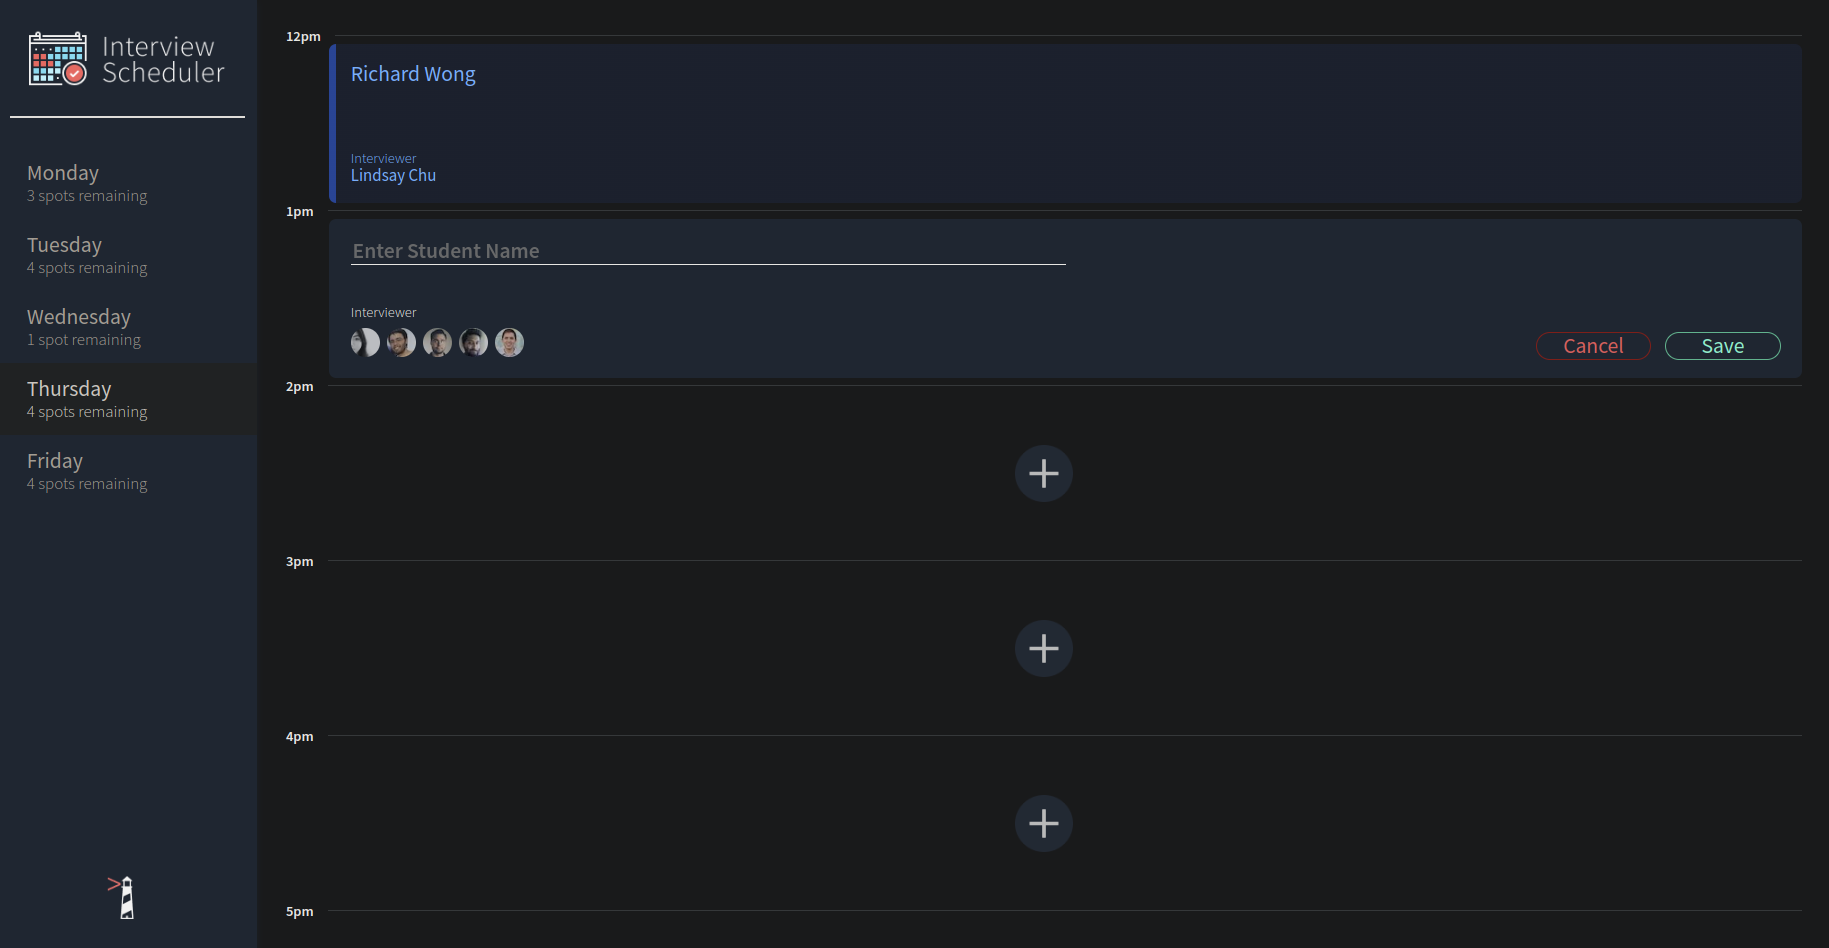 Interview
Scheduler
Monday
3 spots remaining
Tuesday
4 spots remaining
Wednesday
1 spot remaining
Thursday
4 spots remaining
Friday
4 spots remaining
12pm
Richard Wong
Interviewer
Lindsay Chu
1pm
Enter Student Name
Interviewer
Cancel
Save
2pm
3pm
4pm
5pm